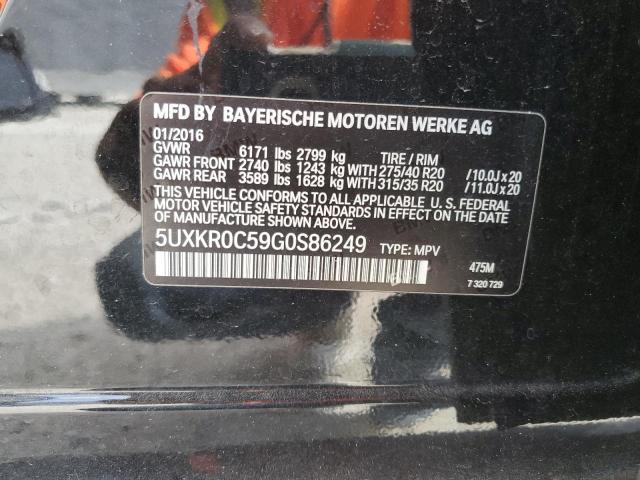 MFD BY BAYERISCHE MOTOREN WERKE AG
01/2016
GVWR 6171 lbs 2799 kg TIRE / RIM
GAWR FRONT 2740 lbs 1243 kg WITH 275/40 R20 /10.0J x 20
GAWR REAR 3589 lbs 1628 kg WITH 315/35 R20 /11.0J x 20
THIS VEHICLE CONFORMS TO ALL APPLICABLE U. S. FEDERAL
MOTOR VEHICLE SAFETY AND THEFT PREVENTION STANDARDS IN
EFFECT ON THE DATE OF MANUFACTURE SHOWN ABOVE.
5UXKR0C59G0S86249 TYPE: MPV
475M
7 320 729